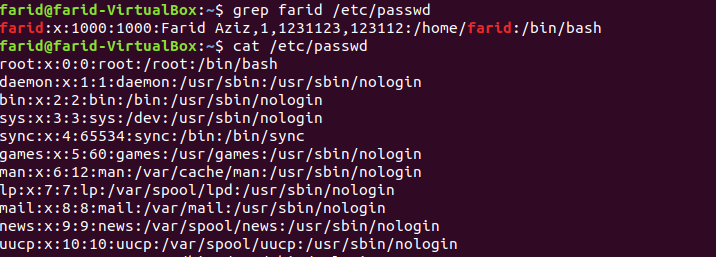 farid@farid-VirtualBox:~$ grep farid /etc/passwd
farid:x:1000:1000:Farid Aziz,1,1231123,123112:/home/farid:/bin/bash
farid@farid-VirtualBox:~$ cat /etc/passwd
root:x:0:0:root:/root:/bin/bash
daemon:x:1:1:daemon:/usr/sbin:/usr/sbin/nologin
bin:x:2:2:bin:/bin:/usr/sbin/nologin
sys:x:3:3:sys:/dev:/usr/sbin/nologin
sync:x:4:65534:sync:/bin:/bin/sync
games:x:5:60:games:/usr/games:/usr/sbin/nologin
man:x:6:12:man:/var/cache/man:/usr/sbin/nologin
lp:x:7:7:lp:/var/spool/lpd:/usr/sbin/nologin
mail:x:8:8:mail:/var/mail:/usr/sbin/nologin
news:x:9:9:news:/var/spool/news:/usr/sbin/nologin
uucp:x:10:10:uucp:/var/spool/uucp:/usr/sbin/nologin